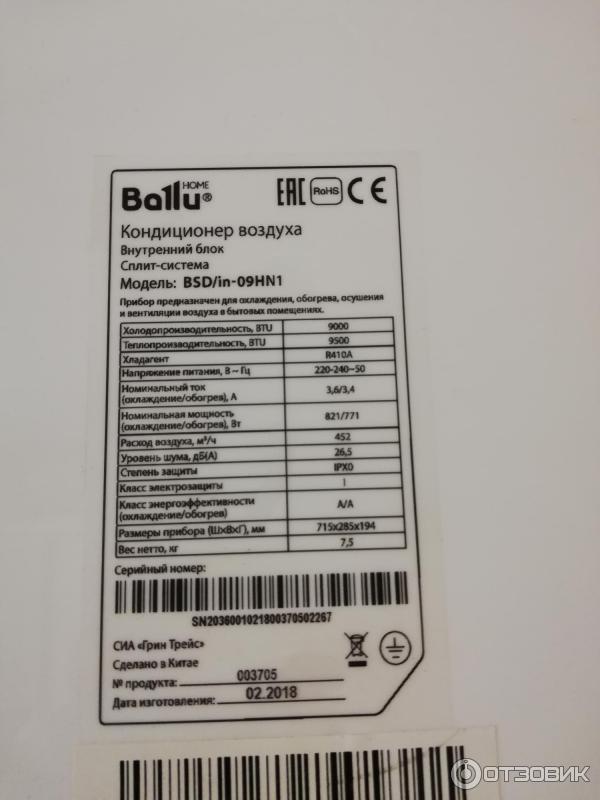 Ballu® HOME
EAC RoHS CE
Кондиционер воздуха
Внутренний блок
Сплит-система
Модель: BSD/in-09HN1
Прибор предназначен для охлаждения, обогрева, осушения
и вентиляции воздуха в бытовых помещениях.
Холодопроизводительность, BTU 9000
Теплопроизводительность, BTU 9500
Хладагент R410A
Напряжение питания, В ~ Гц 220-240~50
Номинальный ток
(охлаждение/обогрев), А 3,6/3,4
Номинальная мощность
(охлаждение/обогрев), Вт 821/771
Расход воздуха, м³/ч 452
Уровень шума, дБ(А) 26,5
Степень защиты IPX0
Класс электрозащиты I
Класс энергоэффективности
(охлаждение/обогрев) A/A
Размеры прибора (ШхВхГ), мм 715x285x194
Вес нетто, кг 7,5
Серийный номер:
SN2036001021800370502267
СИА «Грин Трейс»
Сделано в Китае
№ продукта: 003705
Дата изготовления: 02.2018
ОТЗОВИК